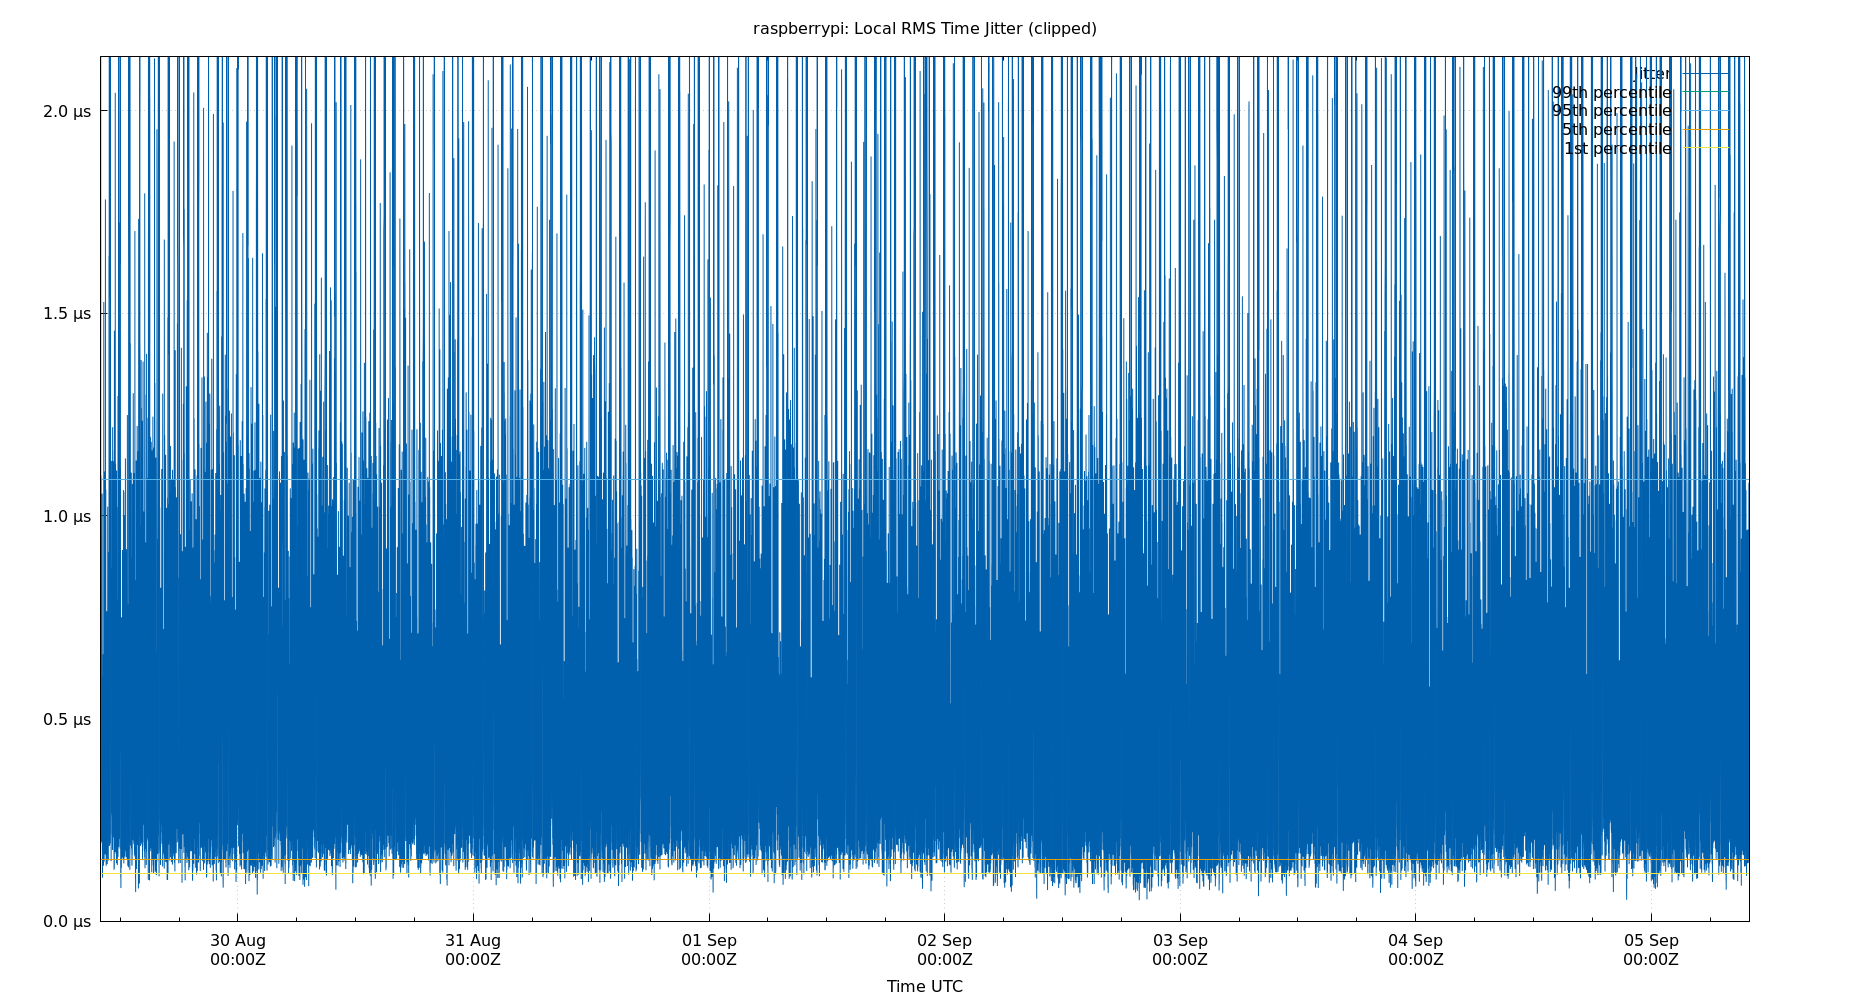 raspberrypi: Local RMS Time Jitter (clipped)
Jitter
99th percentile
95th percentile
5th percentile
1st percentile
2.0 µs
1.5 µs
1.0 µs
0.5 µs
0.0 µs
30 Aug 31 Aug 01 Sep 02 Sep 03 Sep 04 Sep 05 Sep
00:00Z 00:00Z 00:00Z 00:00Z 00:00Z 00:00Z 00:00Z
Time UTC